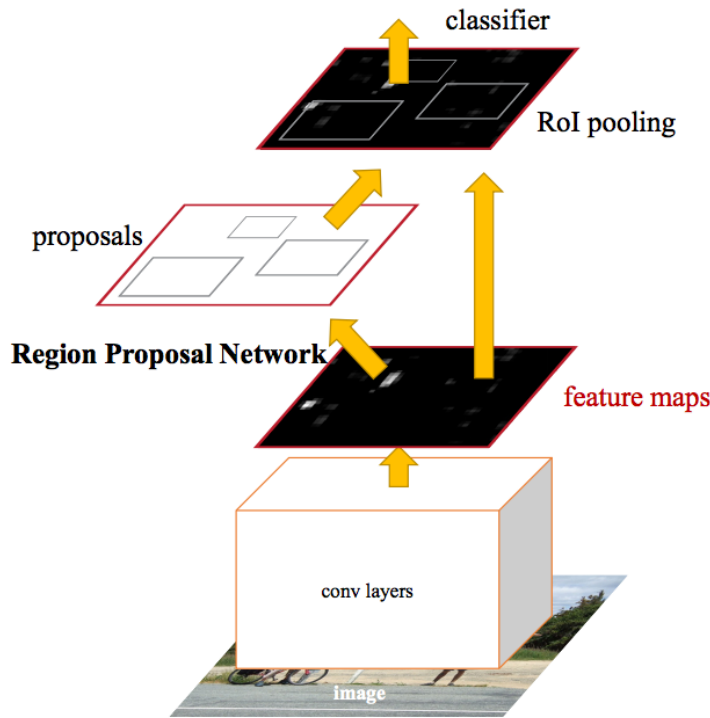 classifier
RoI pooling
proposals
Region Proposal Network
feature maps
conv layers
image